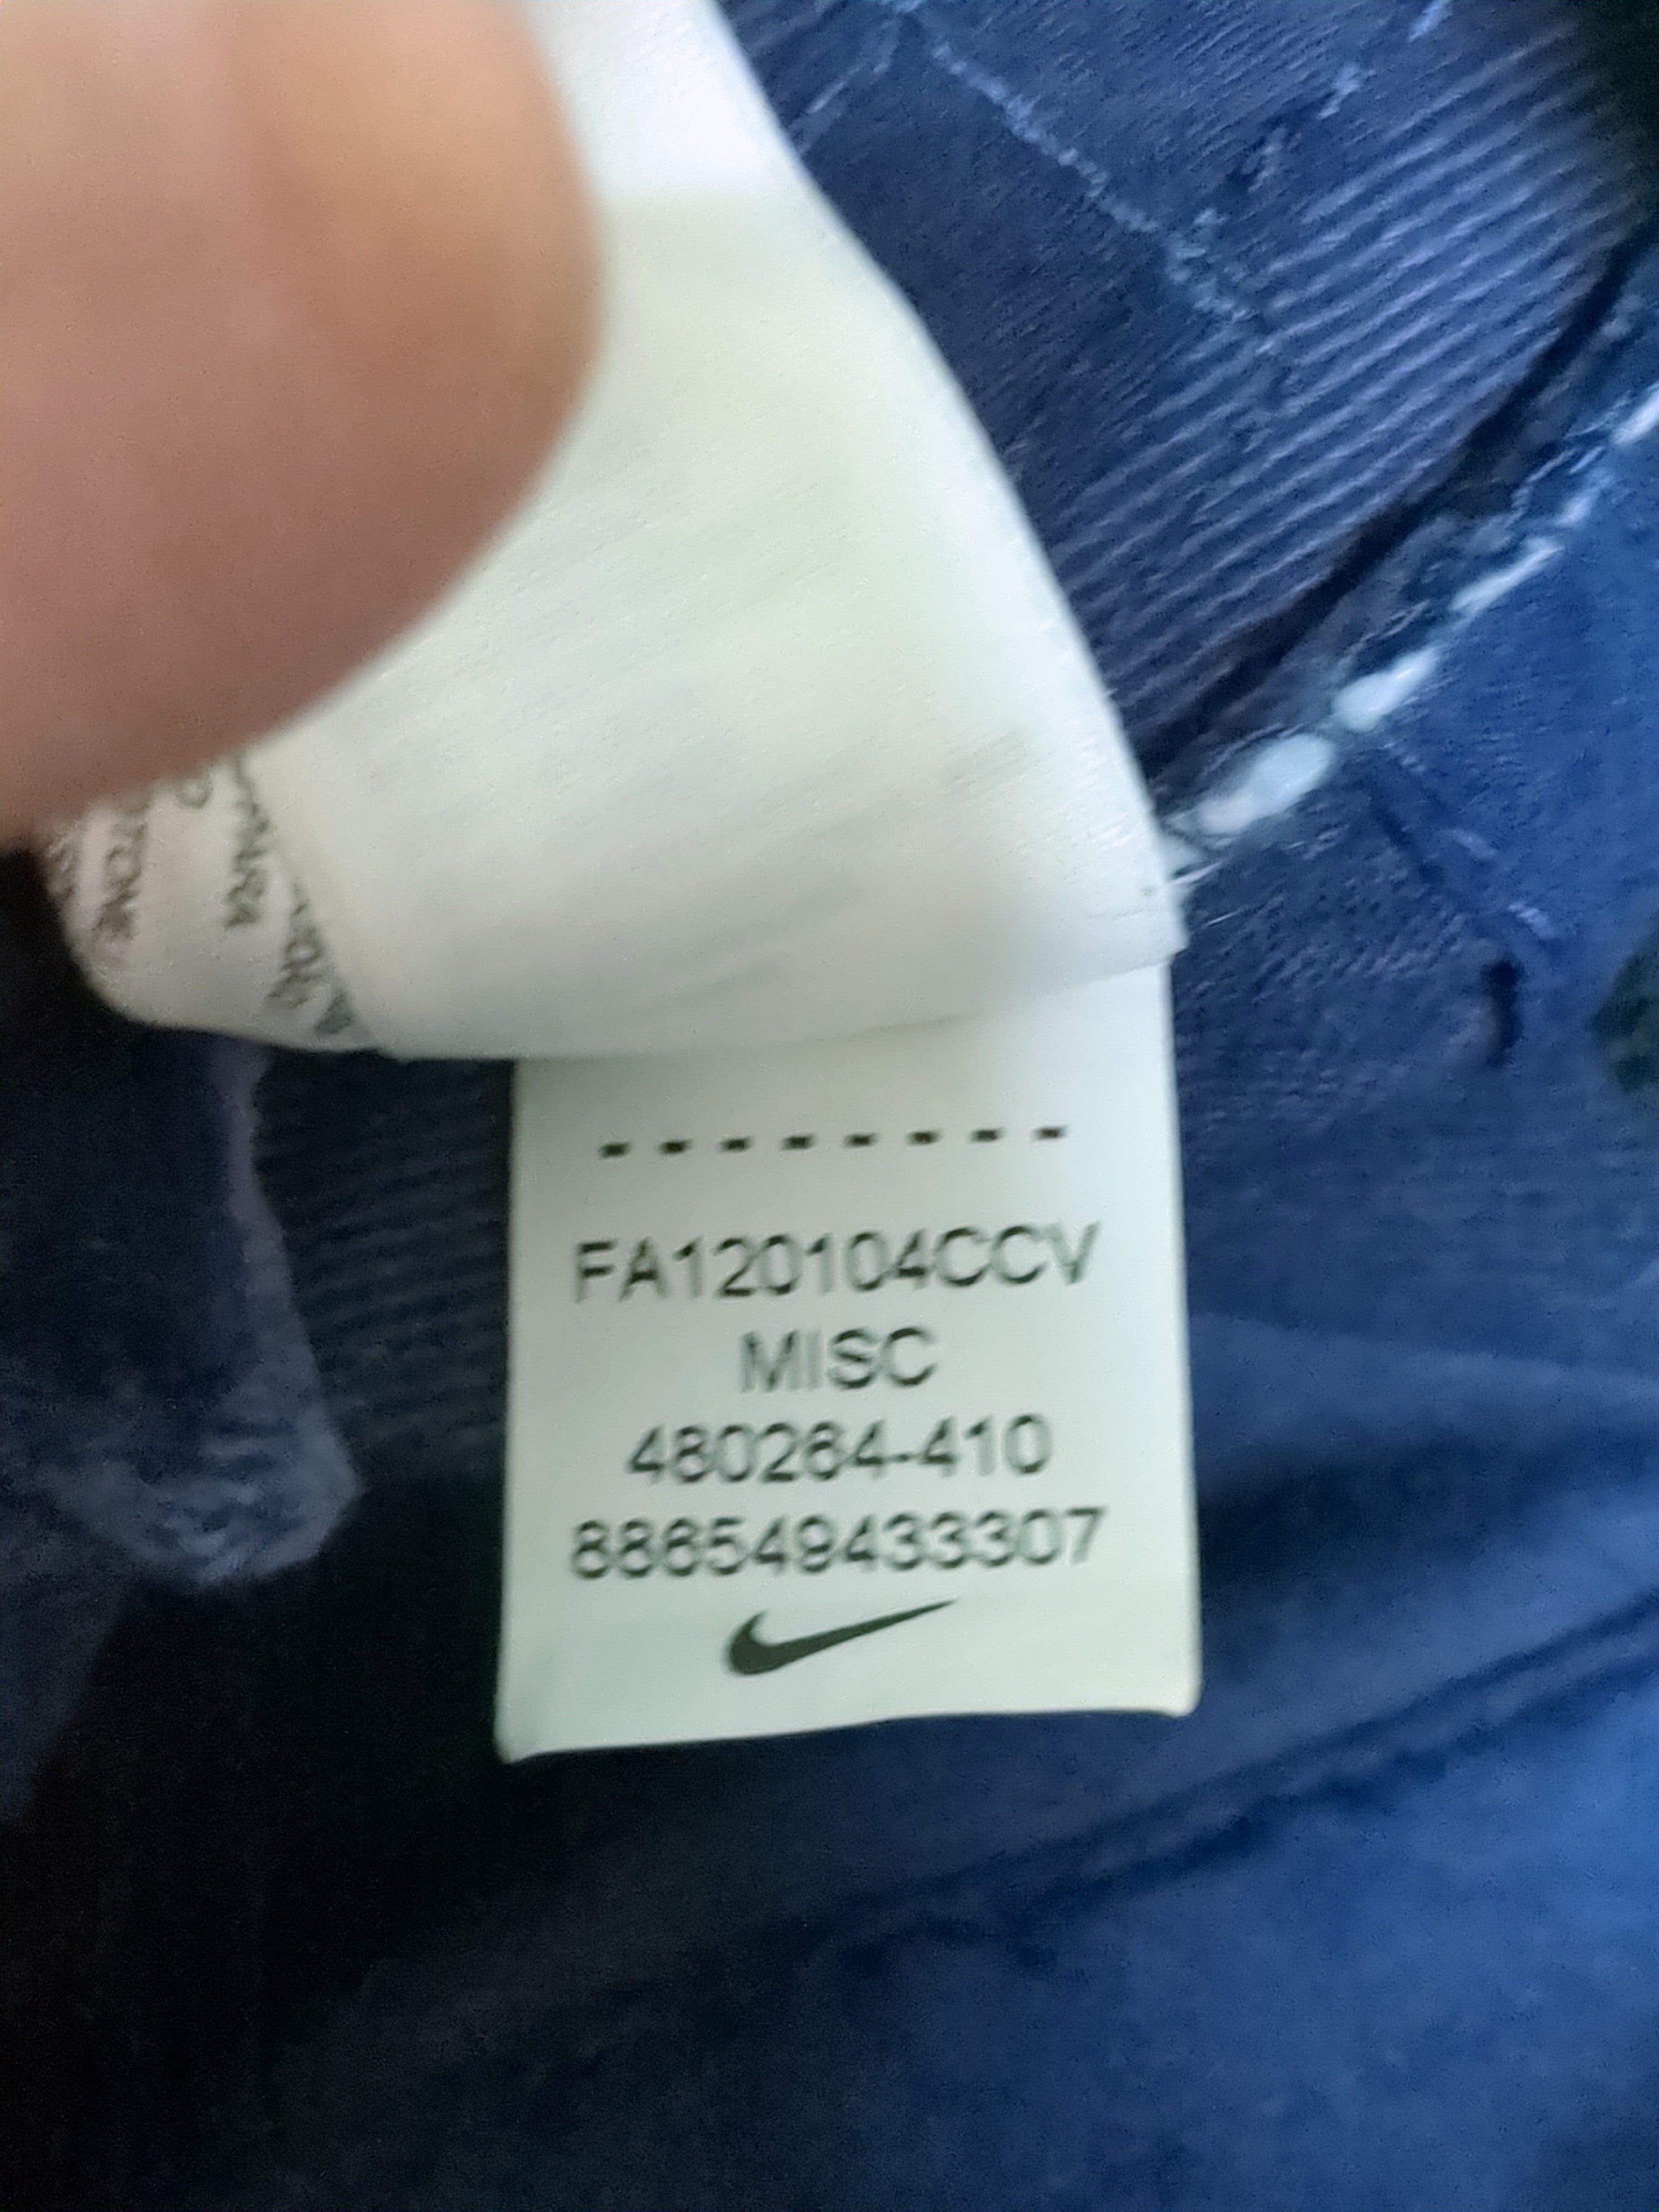 - - - - - - - -
FA120104CCV
MISC
480264-410
886549433307